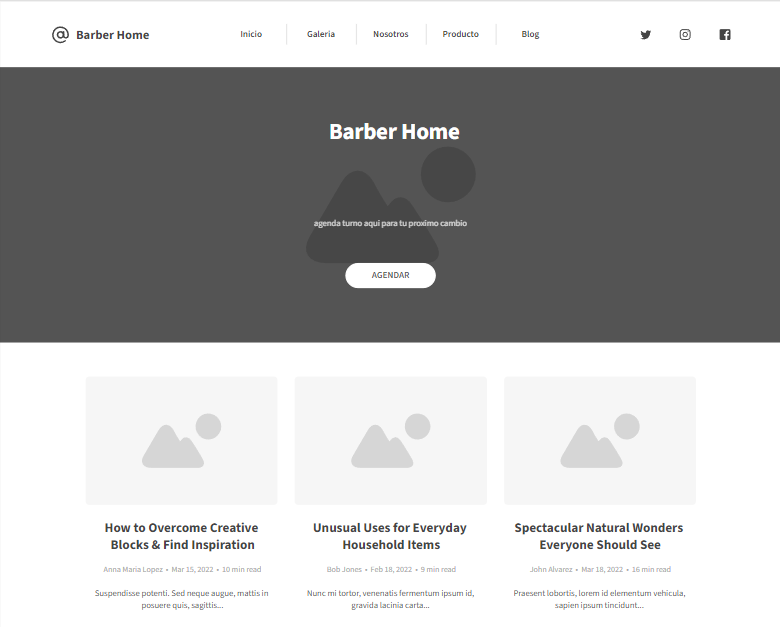 Barber Home
Inicio
Galeria
Nosotros
Producto
Blog
Barber Home
agenda turno aqui para tu proximo cambio
AGENDAR
How to Overcome Creative
Blocks & Find Inspiration
Anna Maria Lopez • Mar 15, 2022 • 10 min read
Suspendisse potenti. Sed neque augue, mattis in
posuere quis, sagittis...
Unusual Uses for Everyday
Household Items
Bob Jones • Feb 18, 2022 • 9 min read
Nunc mi tortor, venenatis fermentum ipsum id,
gravida lacinia carta...
Spectacular Natural Wonders
Everyone Should See
John Alvarez • Mar 18, 2022 • 16 min read
Praesent lobortis, lorem id elementum vehicula,
sapien ipsum tincidunt...